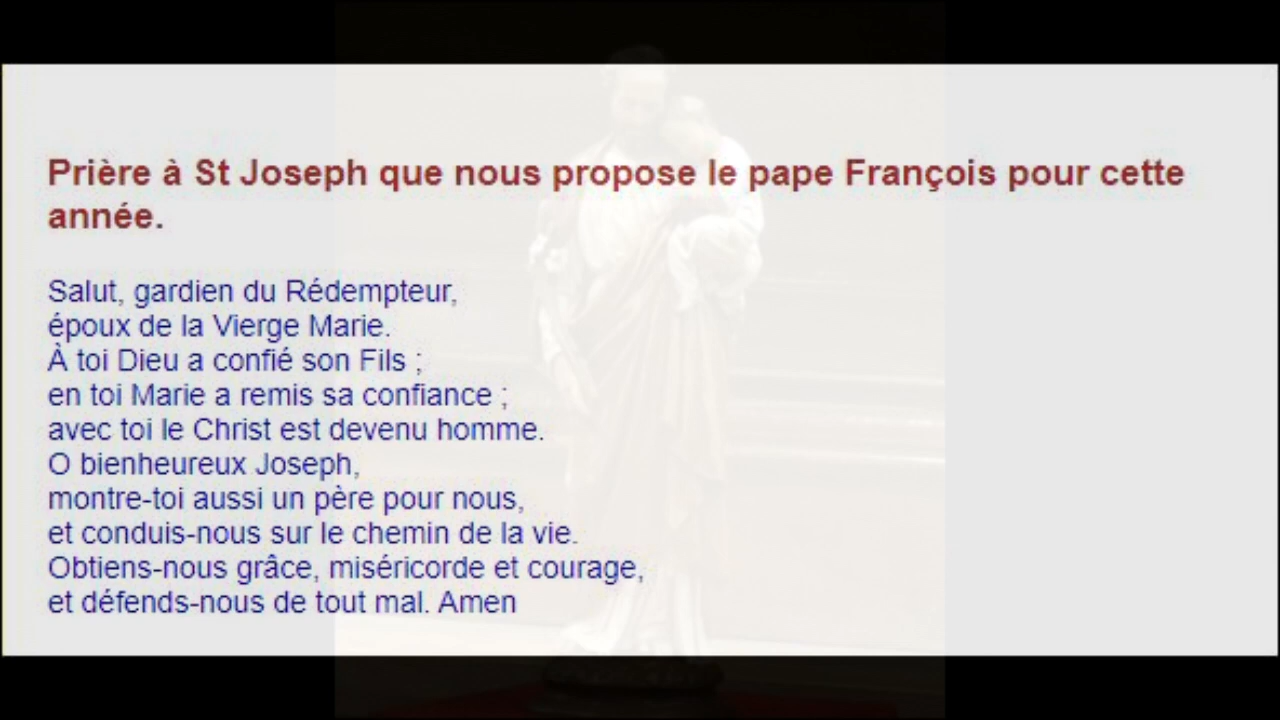 Prière à St Joseph que nous propose le pape François pour cette
année.
Salut, gardien du Rédempteur,
époux de la Vierge Marie.
À toi Dieu a confié son Fils ;
en toi Marie a remis sa confiance ;
avec toi le Christ est devenu homme.
O bienheureux Joseph,
montre-toi aussi un père pour nous,
et conduis-nous sur le chemin de la vie.
Obtiens-nous grâce, miséricorde et courage,
et défends-nous de tout mal. Amen